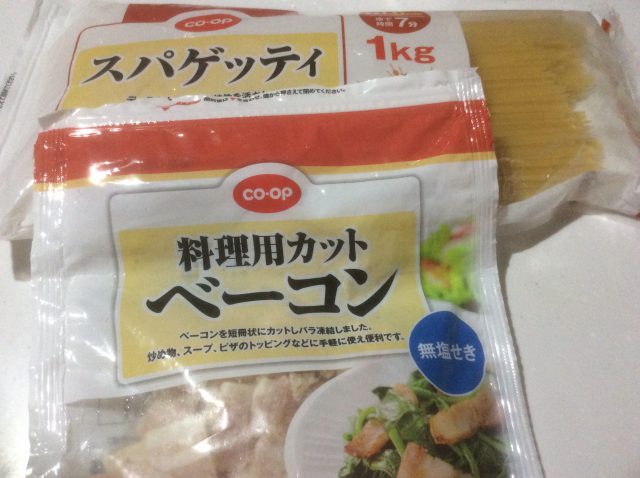 co-op
ゆで
時間7分
1kg
スパゲッティ
co-op
料理用カット
ベーコン
ベーコンを短冊状にカットしバラ凍結しました。
炒め物、スープ、ピザのトッピングなどに手軽に使え便利です。
無塩せき